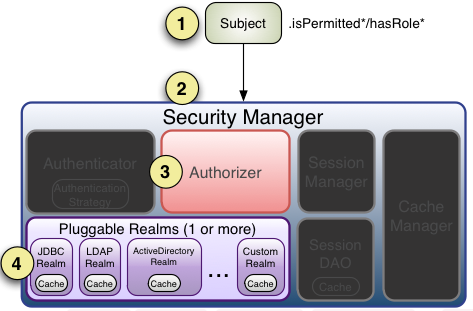 1
Subject
.isPermitted*/hasRole*
2
Security Manager
Authenticator
Authentication
Strategy
3
Authorizer
Session
Manager
Cache
Manager
Pluggable Realms (1 or more)
4
JDBC
Realm
Cache
LDAP
Realm
Cache
ActiveDirectory
Realm
Cache
...
Custom
Realm
Cache
Session
DAO
Cache